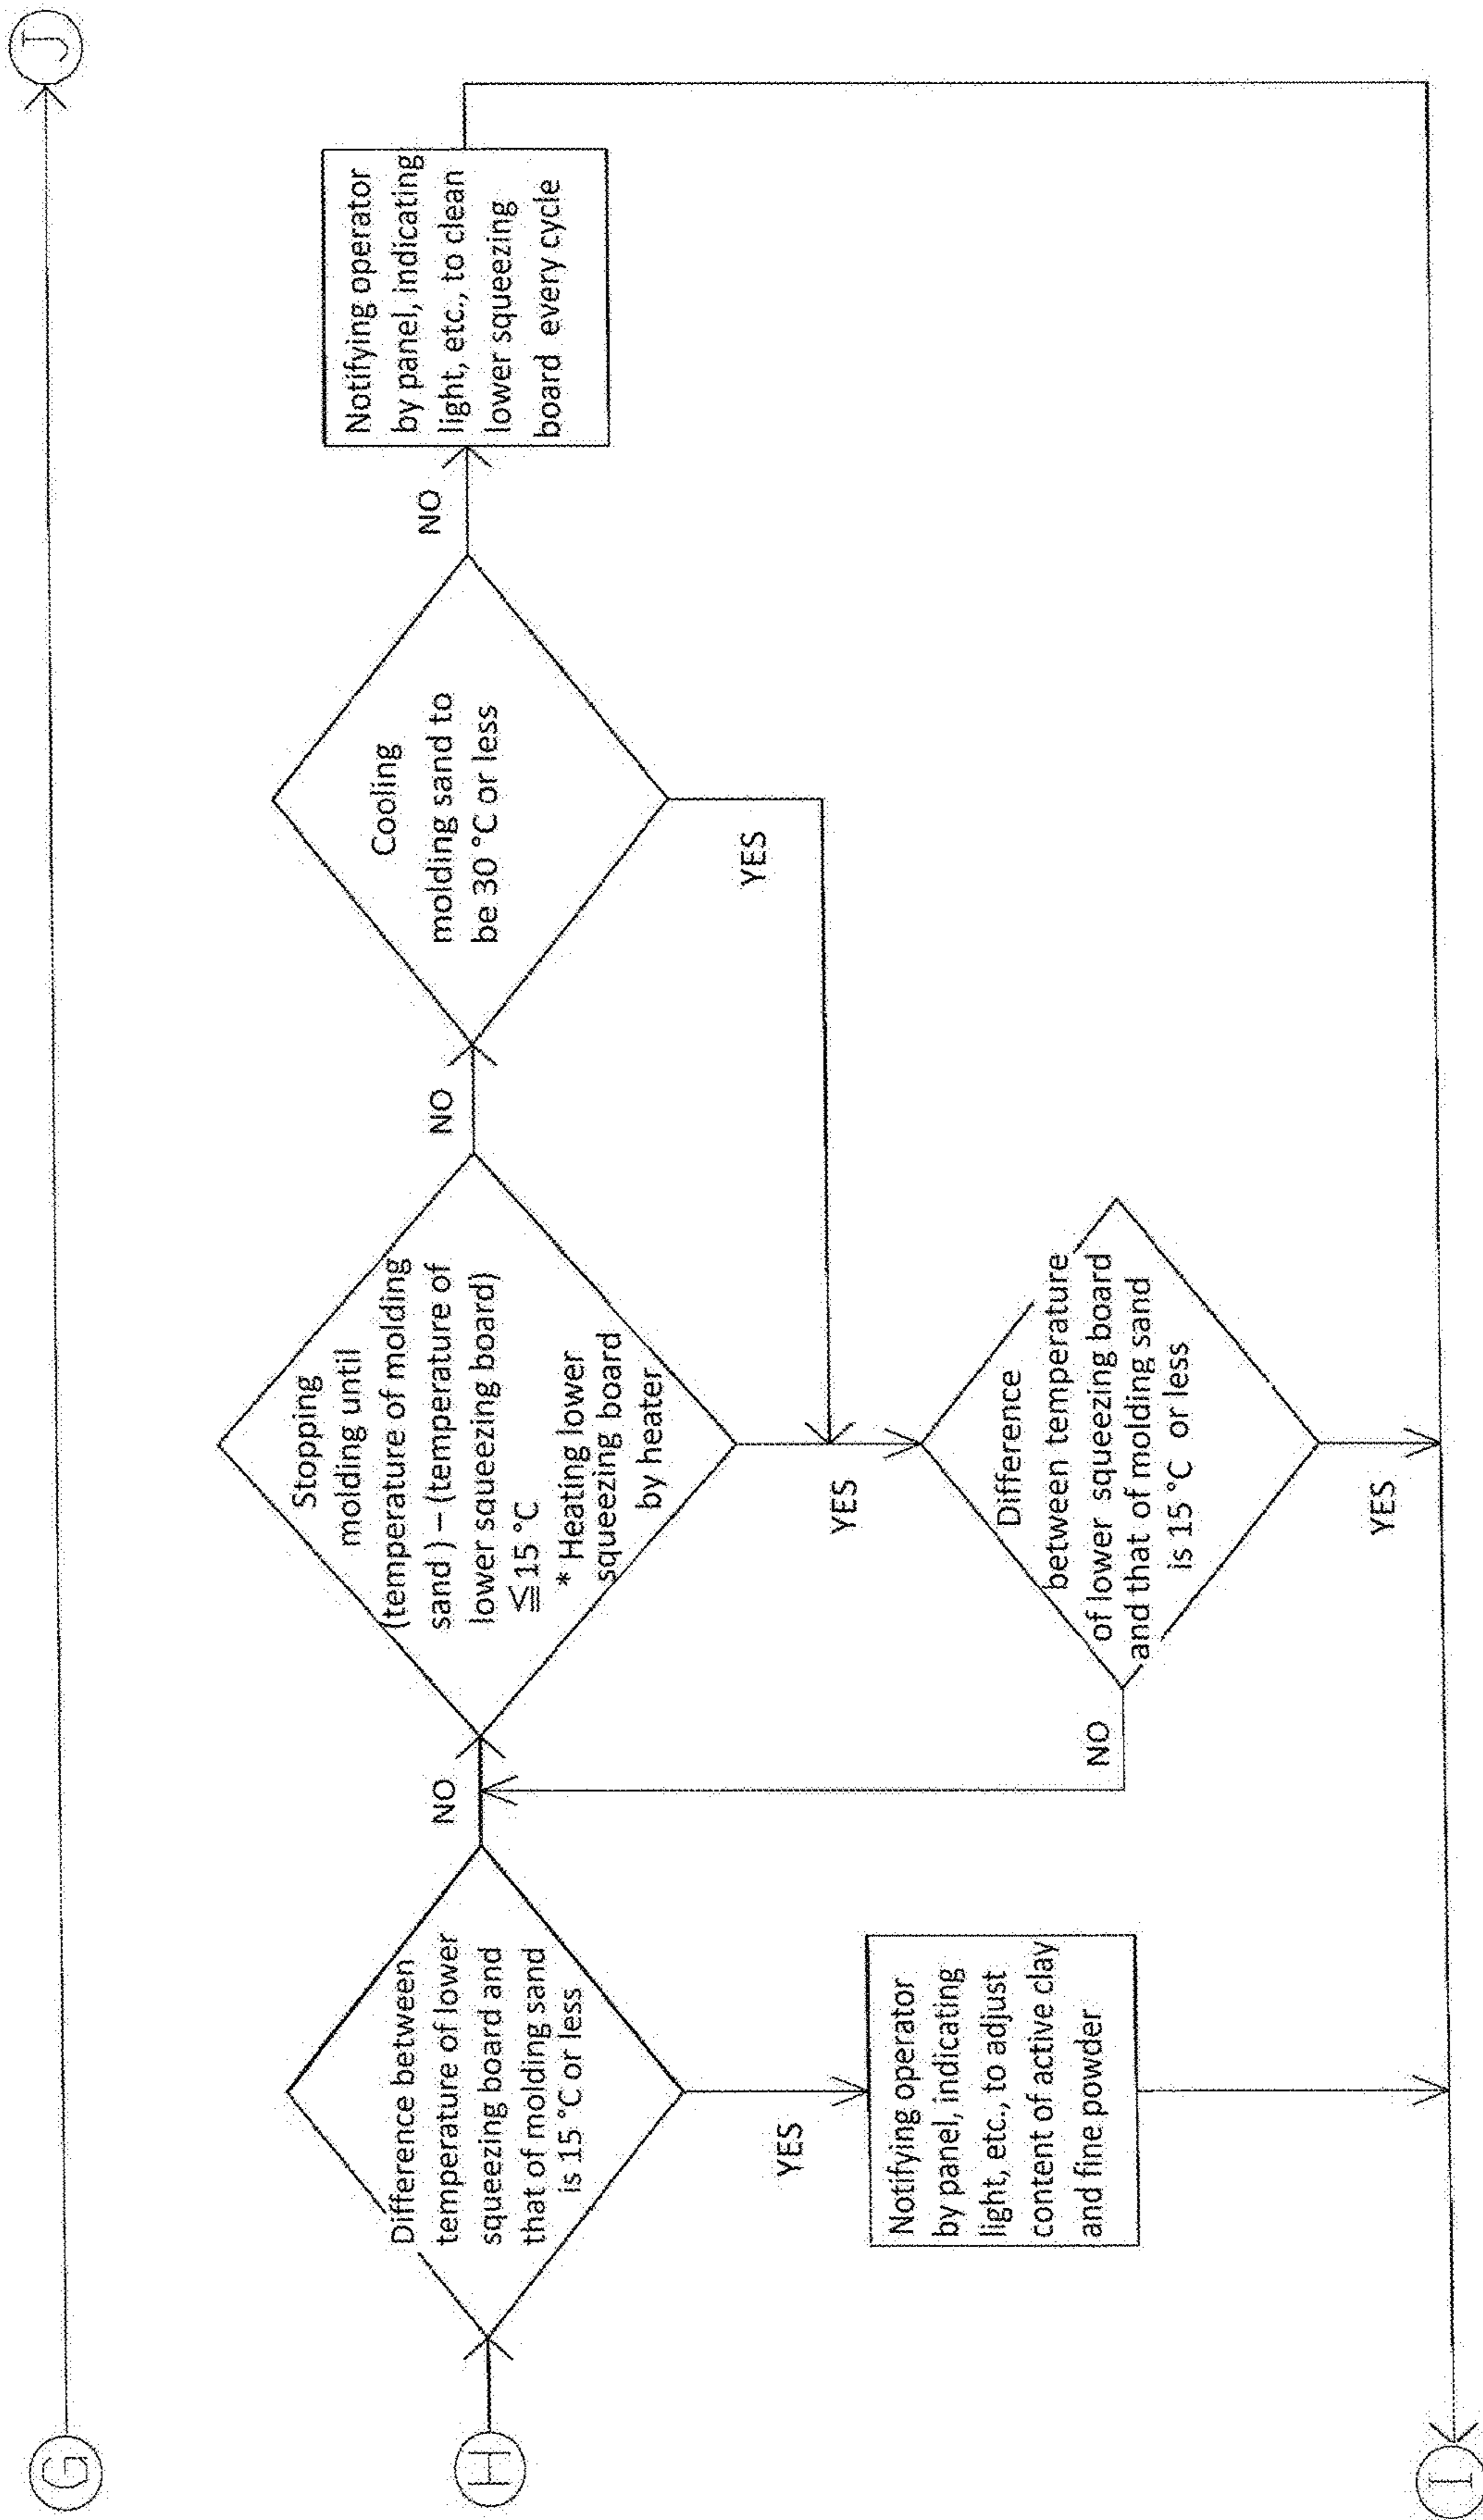 G
J
H
Difference between
temperature of lower
squeezing board and
that of molding sand
is 15 °C or less
NO
YES
Notifying operator
by panel, indicating
light, etc., to adjust
content of active clay
and fine powder
Stopping
molding until
(temperature of molding
sand) – (temperature of
lower squeezing board)
≦15 °C
* Heating lower
squeezing board
by heater
NO
YES
Cooling
molding sand to
be 30 °C or less
NO
YES
Notifying operator
by panel, indicating
light, etc., to clean
lower squeezing
board every cycle
Difference
between temperature
of lower squeezing board
and that of molding sand
is 15 °C or less
NO
YES
I